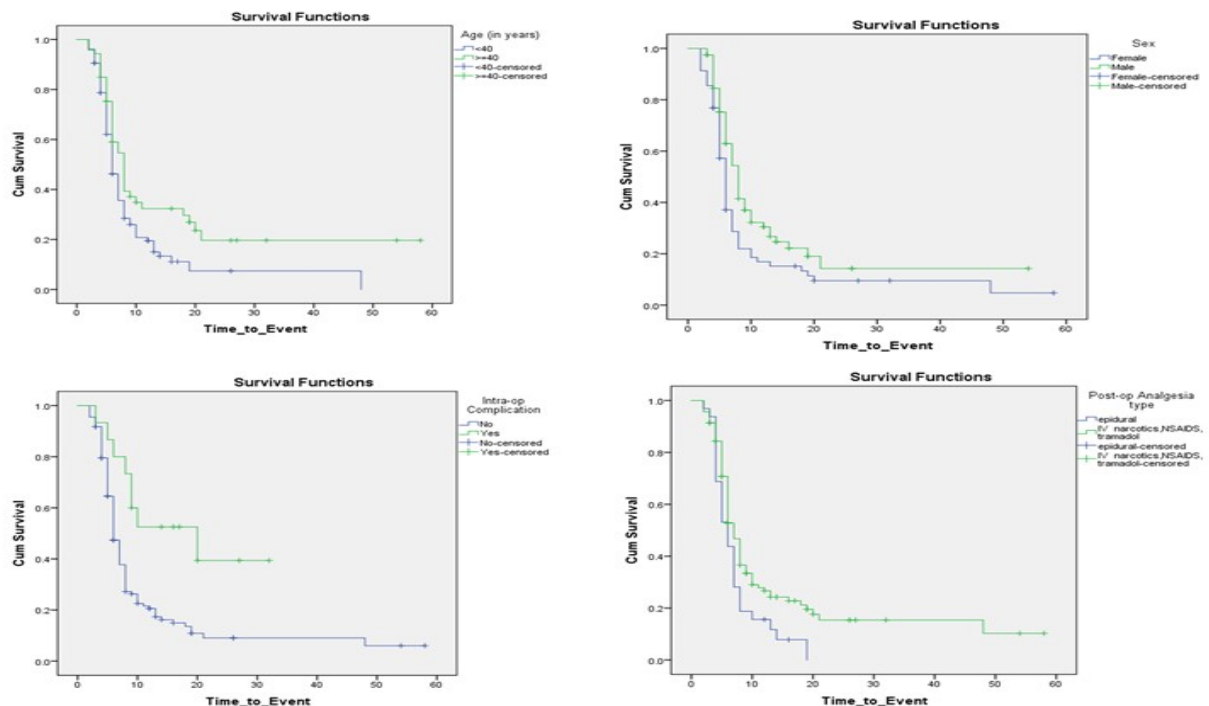 Survival Functions
Age (in years)
<40
>=40
<40-censored
>=40-censored
1.0
0.8
0.6
0.4
0.2
0.0
Cum Survival
0 10 20 30 40 50 60
Time_to_Event
Survival Functions
Sex
Female
Male
Female-censored
Male-censored
1.0
0.8
0.6
0.4
0.2
0.0
Cum Survival
0 10 20 30 40 50 60
Time_to_Event
Survival Functions
Intra-op
Complication
No
Yes
No-censored
Yes-censored
1.0
0.8
0.6
0.4
0.2
0.0
Cum Survival
0 10 20 30 40 50 60
Time_to_Event
Survival Functions
Post-op Analgesia
type
epidural
IV narcotics,NSAIDS,
tramadol
epidural-censored
IV narcotics,NSAIDS,
tramadol-censored
1.0
0.8
0.6
0.4
0.2
0.0
Cum Survival
0 10 20 30 40 50 60
Time_to_Event